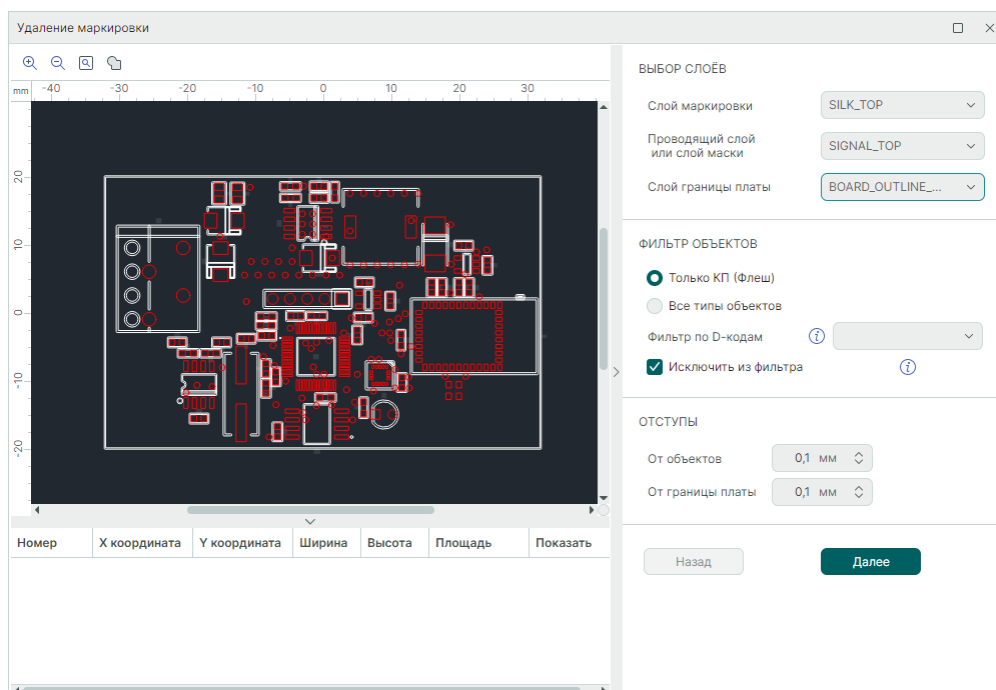 Удаление маркировки
mm -40 -30 -20 -10 0 10 20 30
20
10
0
-10
-20
Номер X координата Y координата Ширина Высота Площадь Показать
ВЫБОР СЛОЁВ
Слой маркировки SILK_TOP
Проводящий слой SIGNAL_TOP
или слой маски
Слой границы платы BOARD_OUTLINE_...
ФИЛЬТР ОБЪЕКТОВ
Только КП (Флеш)
Все типы объектов
Фильтр по D-кодам i
Исключить из фильтра i
ОТСТУПЫ
От объектов 0,1 мм
От границы платы 0,1 мм
Назад Далее